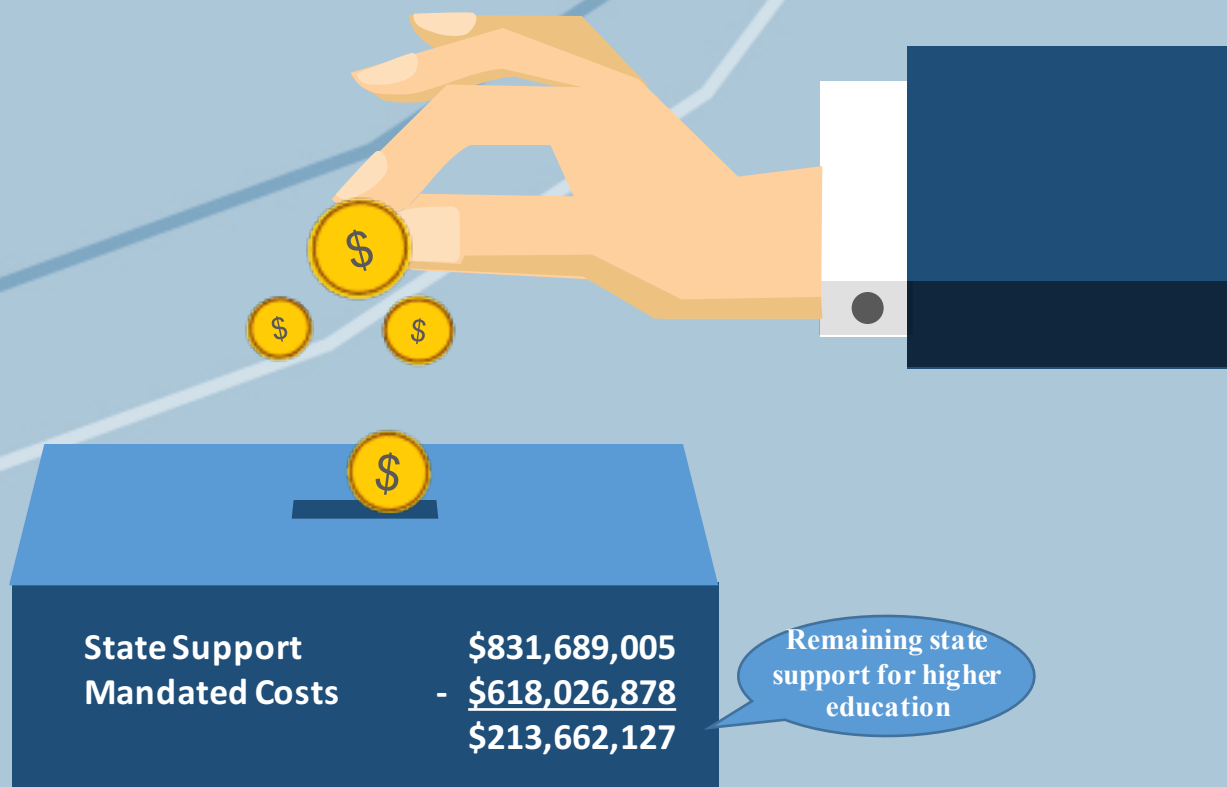 $
$
$
$
State Support $831,689,005
Mandated Costs - $618,026,878
$213,662,127
Remaining state
support for higher
education